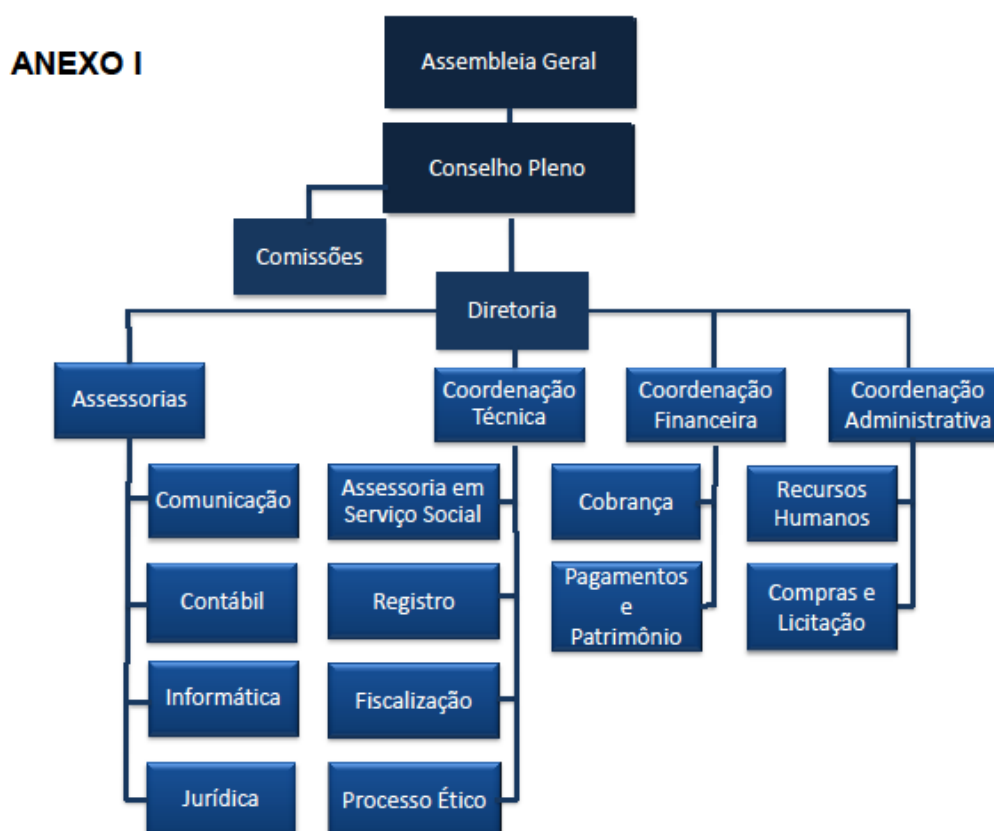 ANEXO I
Assembleia Geral
Conselho Pleno
Comissões
Diretoria
Assessorias
Coordenação
Técnica
Coordenação
Financeira
Coordenação
Administrativa
Comunicação
Contábil
Informática
Jurídica
Assessoria em
Serviço Social
Registro
Fiscalização
Processo Ético
Cobrança
Pagamentos
e
Patrimônio
Recursos
Humanos
Compras e
Licitação